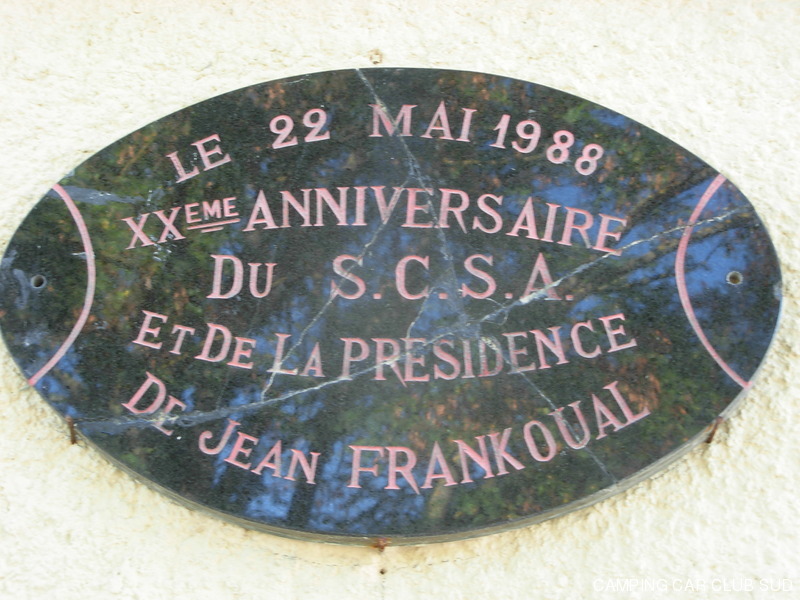 LE 22 MAI 1988
XXEME ANNIVERSAIRE
DU S.C.S.A.
ET DE LA PRESIDENCE
DE JEAN FRANKOUAL
CAMPING CAR CLUB SUD